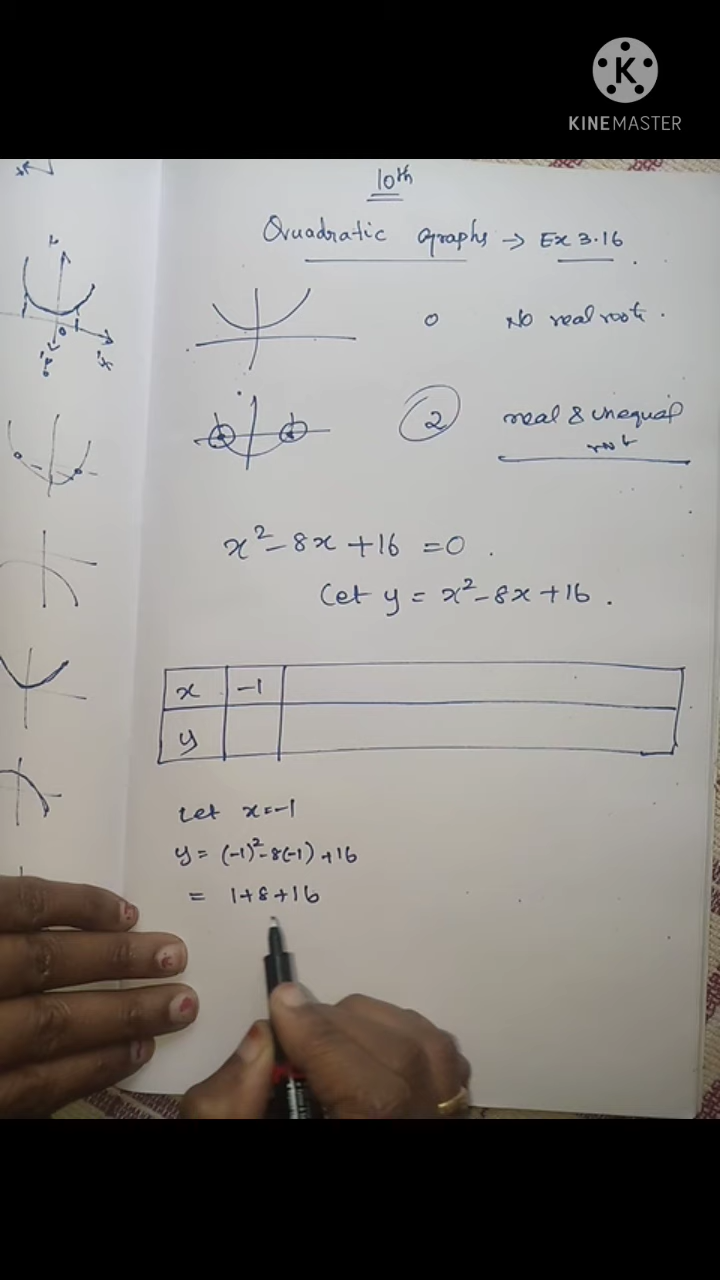 K
KINEMASTER
10th
Quadratic Graphs → Ex 3.16
0 No real roots.
2 real & unequal
root
x² - 8x + 16 = 0.
Let y = x² - 8x + 16.
x -1
y
Let x = -1
y = (-1)² - 8(-1) + 16
= 1+8+16